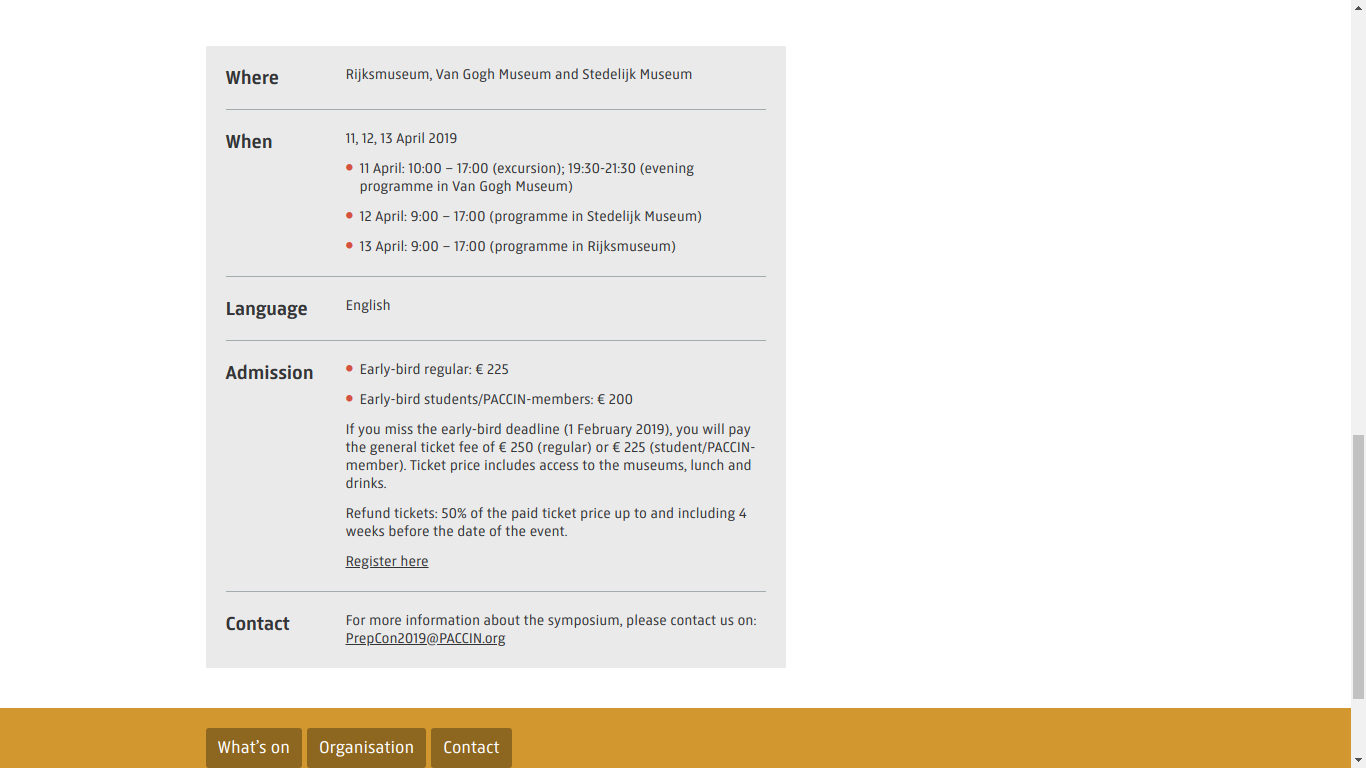 Where
Rijksmuseum, Van Gogh Museum and Stedelijk Museum
When
11, 12, 13 April 2019
11 April: 10:00 – 17:00 (excursion); 19:30-21:30 (evening
programme in Van Gogh Museum)
12 April: 9:00 – 17:00 (programme in Stedelijk Museum)
13 April: 9:00 – 17:00 (programme in Rijksmuseum)
Language
English
Admission
Early-bird regular: € 225
Early-bird students/PACCIN-members: € 200
If you miss the early-bird deadline (1 February 2019), you will pay
the general ticket fee of € 250 (regular) or € 225 (student/PACCIN-
member). Ticket price includes access to the museums, lunch and
drinks.
Refund tickets: 50% of the paid ticket price up to and including 4
weeks before the date of the event.
Register here
Contact
For more information about the symposium, please contact us on:
PrepCon2019@PACCIN.org
What's on
Organisation
Contact